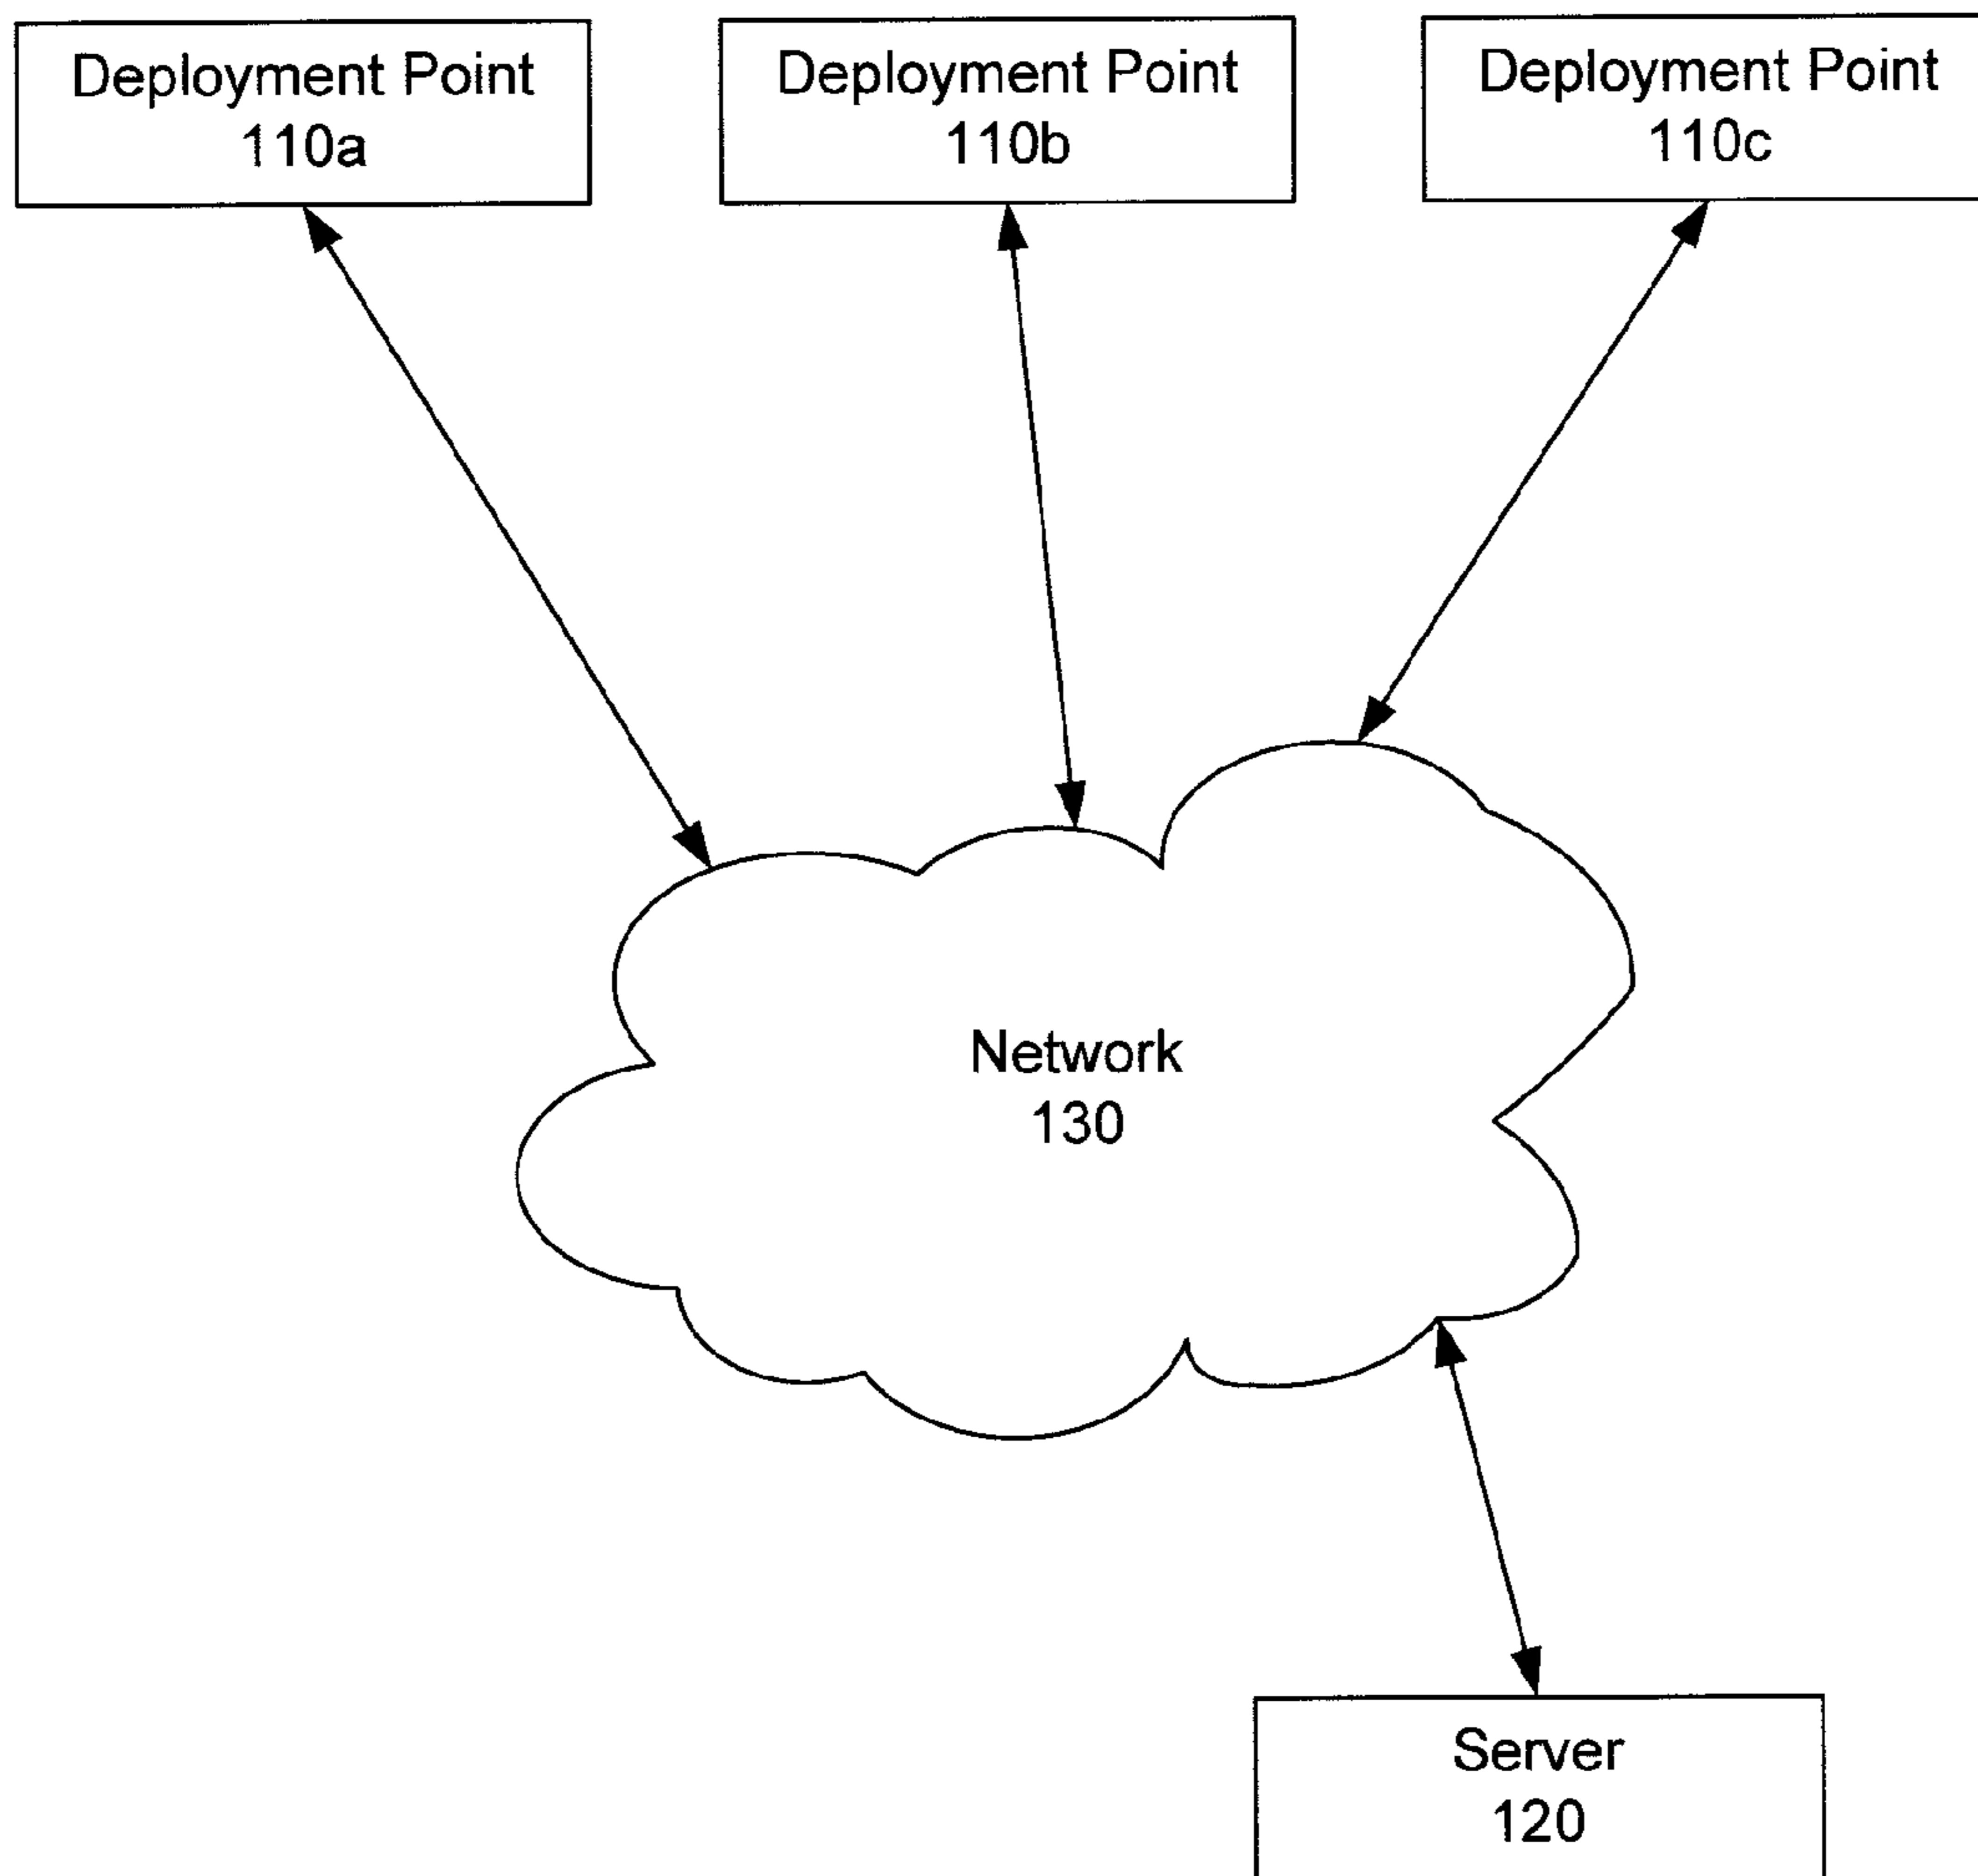 Deployment Point
110a
Deployment Point
110b
Deployment Point
110c
Network
130
Server
120